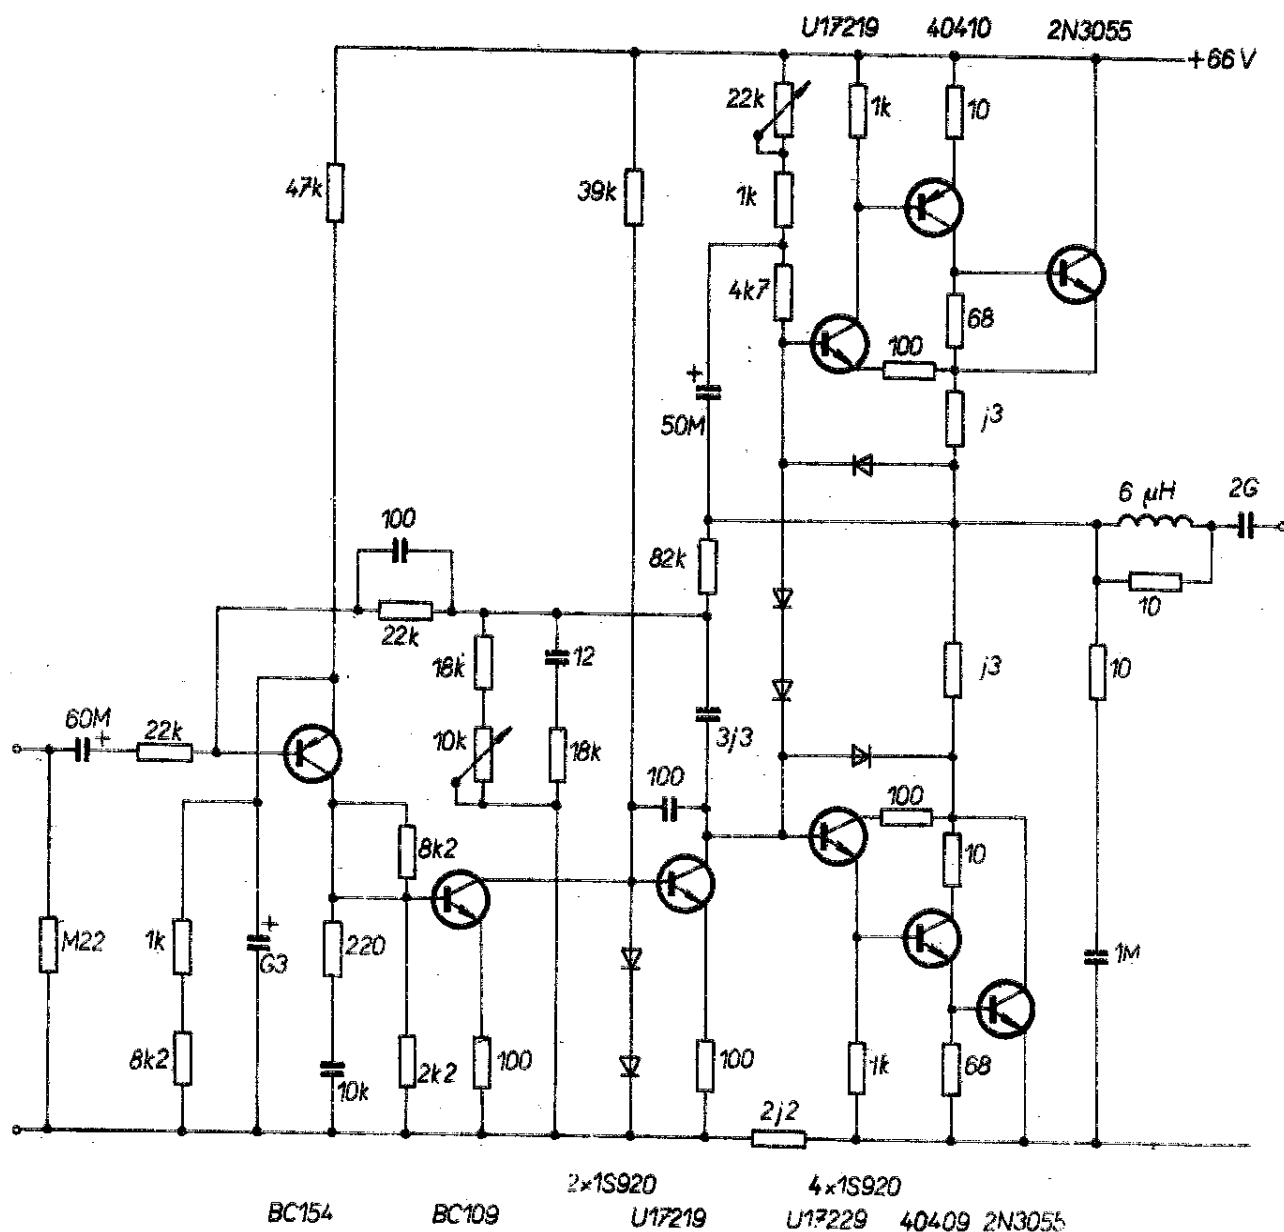 U17219 40410 2N3055
+66V
22k 1k 10
47k 39k 1k
4k7
68
100
+
50M j3
6 µH 2G
100
82k
10
22k
18k 12 j3 10
60M + 22k
10k 18k 3j3
100 100
8k2 10
M22 1k + G3 220 1M
8k2 10k 2k2 100 100 1k 68
2j2
2×1S920 4×1S920
BC154 BC109 U17219 U17229 40409 2N3055